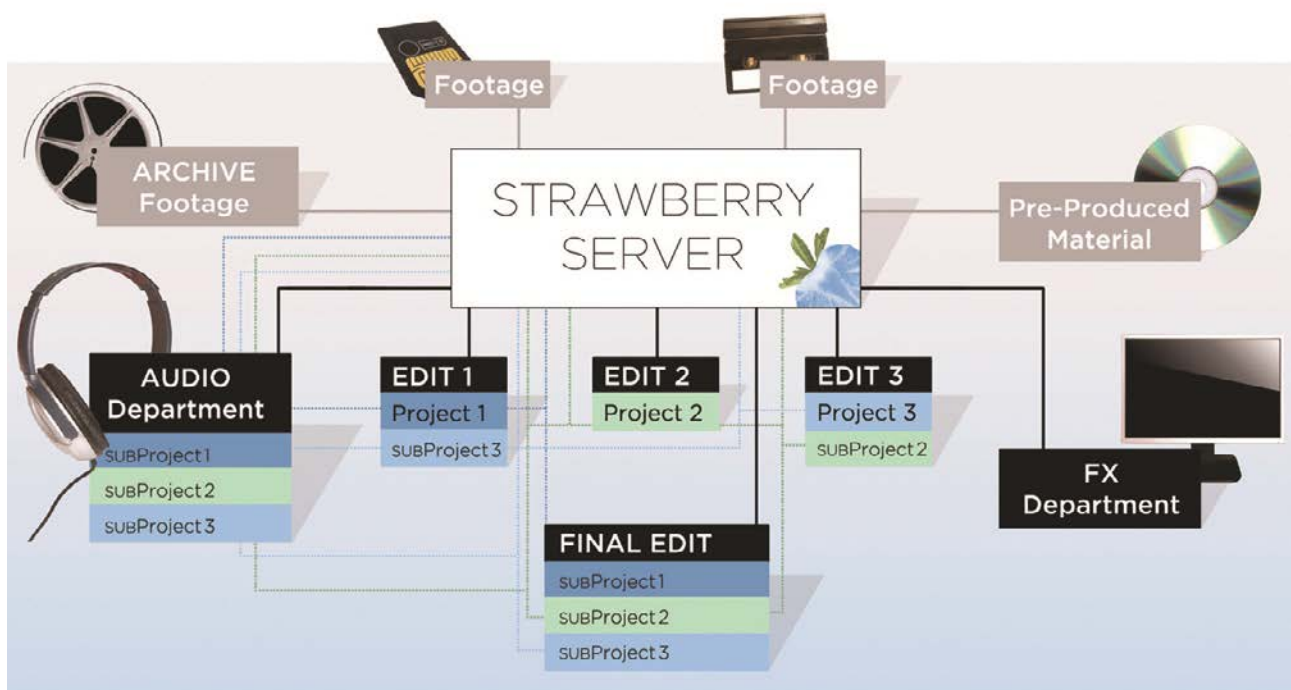 Footage
Footage
ARCHIVE
Footage
STRAWBERRY
SERVER
Pre-Produced
Material
AUDIO
Department
SUBProject1
SUBProject2
SUBProject3
EDIT 1
Project 1
SUBProject3
EDIT 2
Project 2
EDIT 3
Project 3
SUBProject2
FX
Department
FINAL EDIT
SUBProject1
SUBProject2
SUBProject3